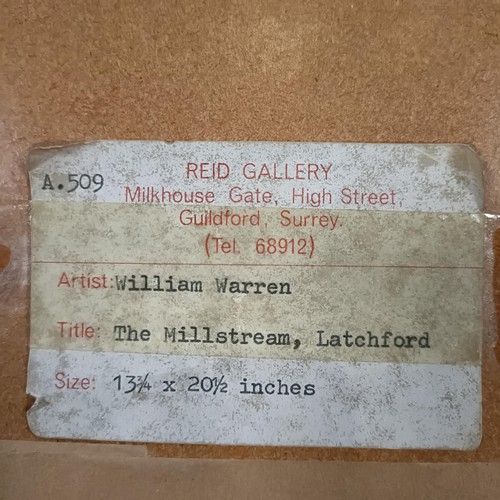 A.509
REID GALLERY
Milkhouse Gate, High Street,
Guildford, Surrey.
(Tel. 68912)
Artist: William Warren
Title: The Millstream, Latchford
Size: 13¾ x 20½ inches